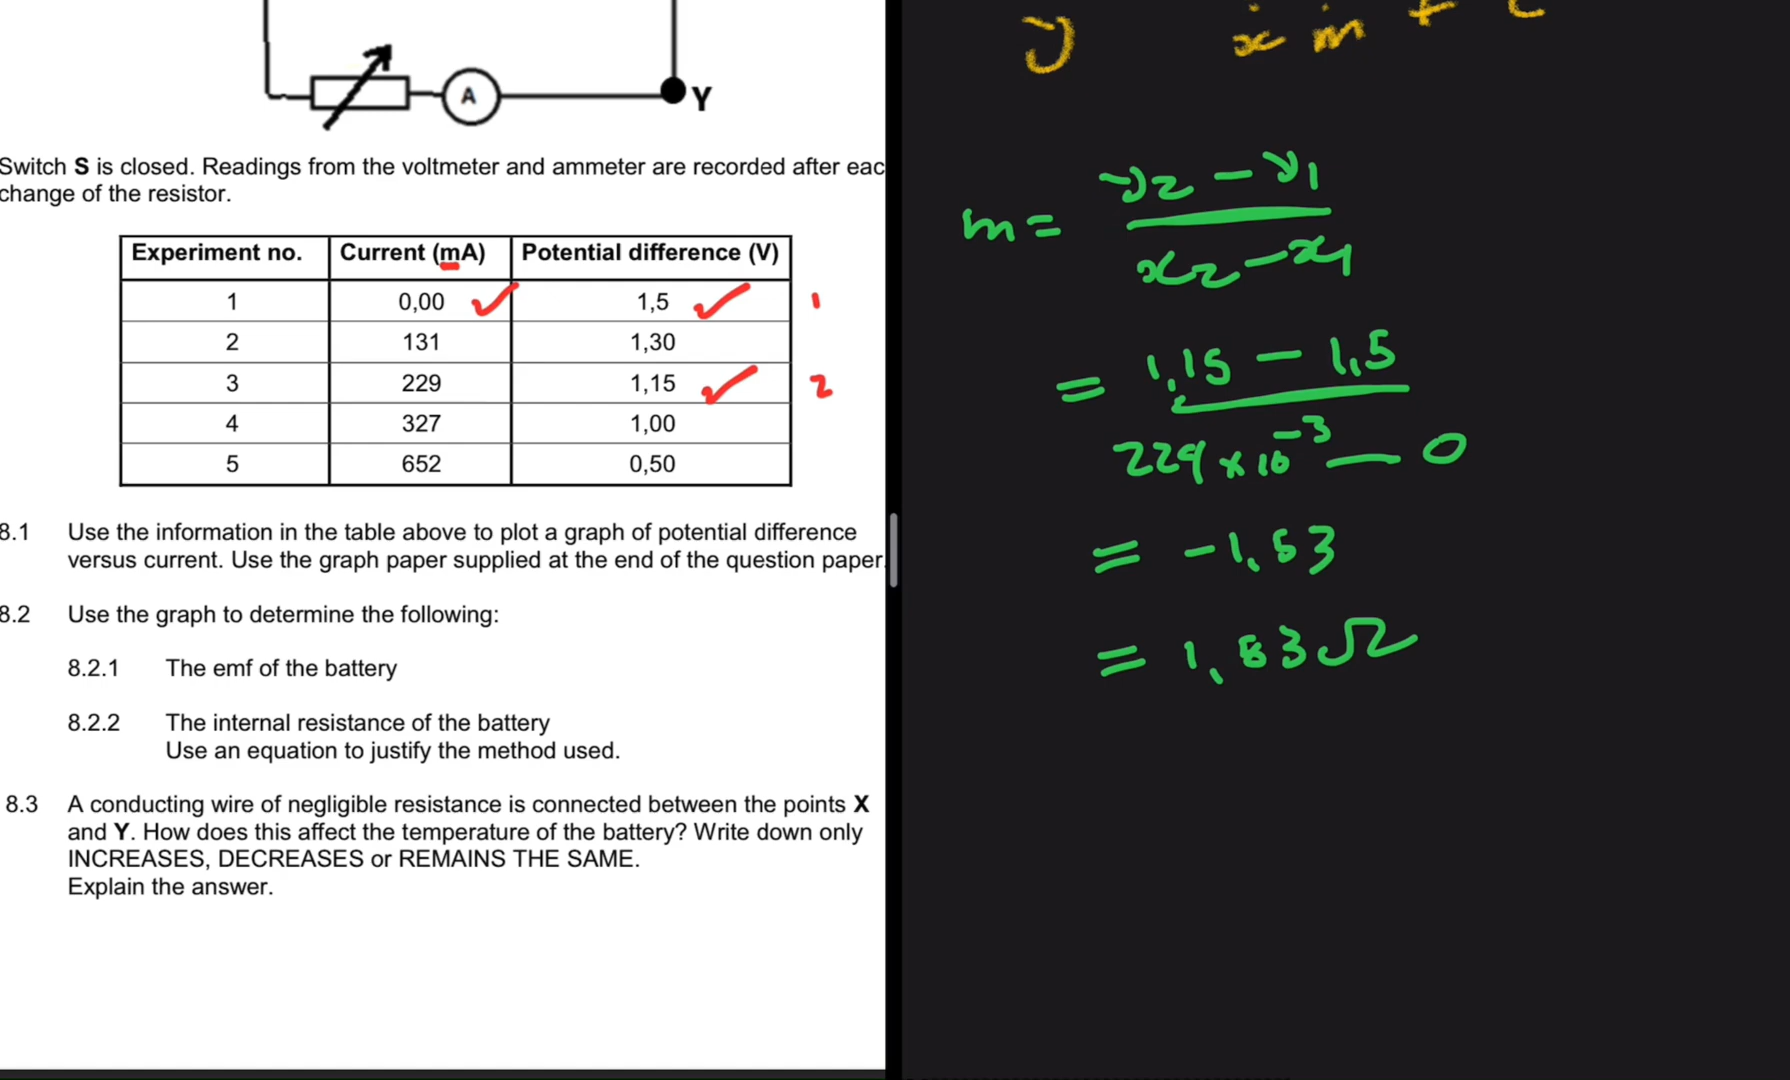 A
Y
Switch S is closed. Readings from the voltmeter and ammeter are recorded after eac
change of the resistor.
Experiment no. Current (mA) Potential difference (V)
1 0,00 1,5 1
2 131 1,30
3 229 1,15 2
4 327 1,00
5 652 0,50
8.1 Use the information in the table above to plot a graph of potential difference
versus current. Use the graph paper supplied at the end of the question paper.
8.2 Use the graph to determine the following:
8.2.1 The emf of the battery
8.2.2 The internal resistance of the battery
Use an equation to justify the method used.
8.3 A conducting wire of negligible resistance is connected between the points X
and Y. How does this affect the temperature of the battery? Write down only
INCREASES, DECREASES or REMAINS THE SAME.
Explain the answer.
x m +
m = y2 - y1
x2 - x1
= 1,15 - 1,5
229 x 10^-3 - 0
= -1,53
= 1,53 Ω